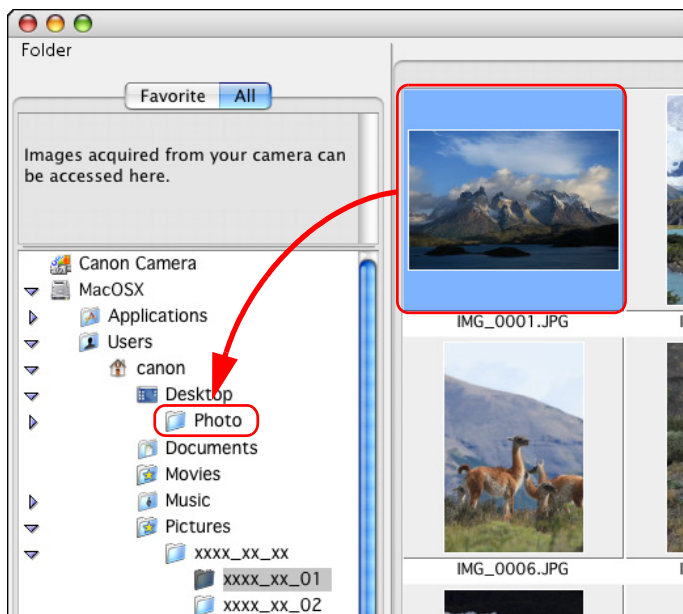 Folder
Favorite All
Images acquired from your camera can
be accessed here.
Canon Camera
MacOSX
Applications
Users
canon
Desktop
Photo
Documents
Movies
Music
Pictures
xxxx_xx_xx
xxxx_xx_01
xxxx_xx_02
IMG_0001.JPG
IMG_0006.JPG